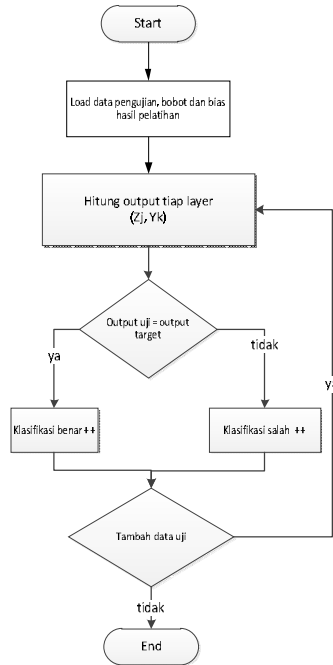 Start
Load data pengujian, bobot dan bias
hasil pelatihan
Hitung output tiap layer
(Zj, Yk)
Output uji = output
target
ya
tidak
Klasifikasi benar++
Klasifikasi salah ++
Tambah data uji
tidak
End